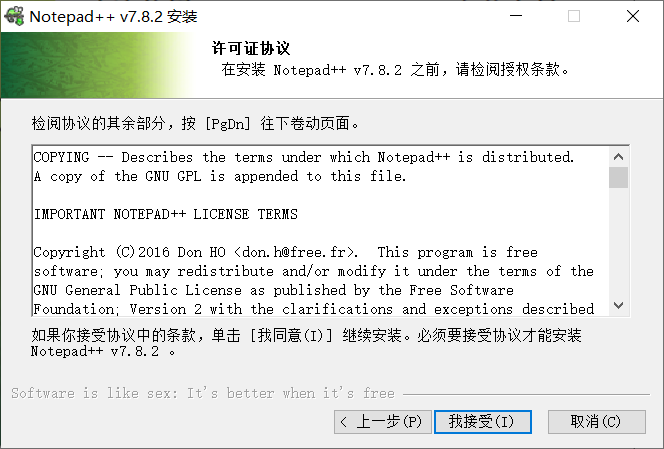 Notepad++ v7.8.2 安装
许可证协议
在安装 Notepad++ v7.8.2 之前，请检阅授权条款。
检阅协议的其余部分，按 [PgDn] 往下卷动页面。
COPYING -- Describes the terms under which Notepad++ is distributed.
A copy of the GNU GPL is appended to this file.
IMPORTANT NOTEPAD++ LICENSE TERMS
Copyright (C)2016 Don HO <don.h@free.fr>.  This program is free
software; you may redistribute and/or modify it under the terms of the
GNU General Public License as published by the Free Software
Foundation; Version 2 with the clarifications and exceptions described
如果你接受协议中的条款，单击 [我同意(I)] 继续安装。必须要接受协议才能安装
Notepad++ v7.8.2 。
Software is like sex: It's better when it's free
< 上一步(P)
我接受(I)
取消(C)